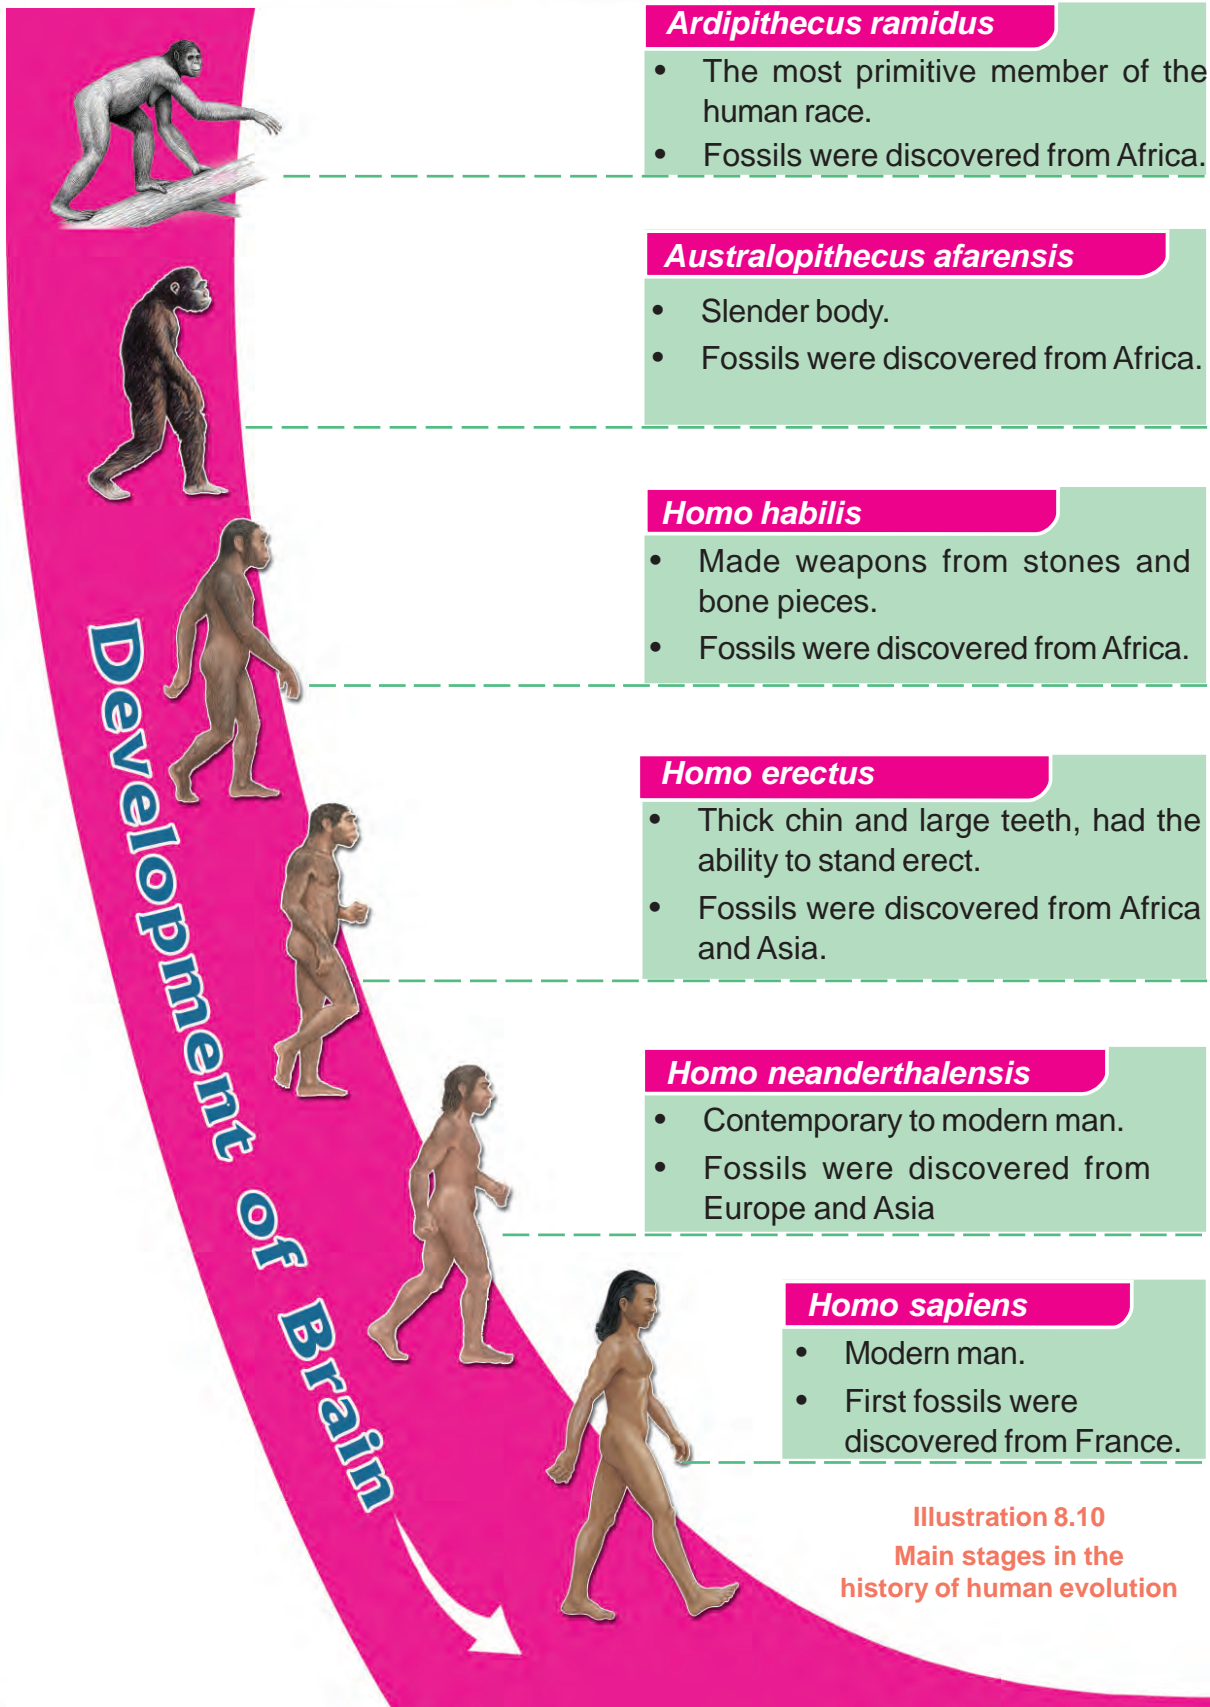 Ardipithecus ramidus
• The most primitive member of the
human race.
• Fossils were discovered from Africa.
Australopithecus afarensis
• Slender body.
• Fossils were discovered from Africa.
Homo habilis
• Made weapons from stones and
bone pieces.
• Fossils were discovered from Africa.
Homo erectus
• Thick chin and large teeth, had the
ability to stand erect.
• Fossils were discovered from Africa
and Asia.
Homo neanderthalensis
• Contemporary to modern man.
• Fossils were discovered from
Europe and Asia
Homo sapiens
• Modern man.
• First fossils were
discovered from France.
Development of Brain
Illustration 8.10
Main stages in the
history of human evolution